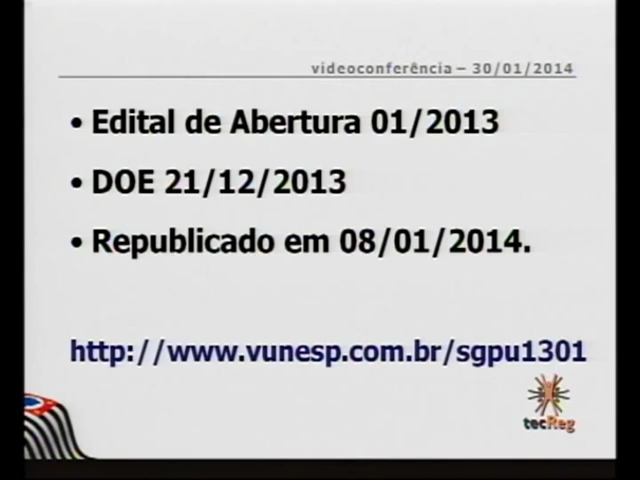 videoconferência – 30/01/2014
• Edital de Abertura 01/2013
• DOE 21/12/2013
• Republicado em 08/01/2014.
http://www.vunesp.com.br/sgpu1301
tecReg